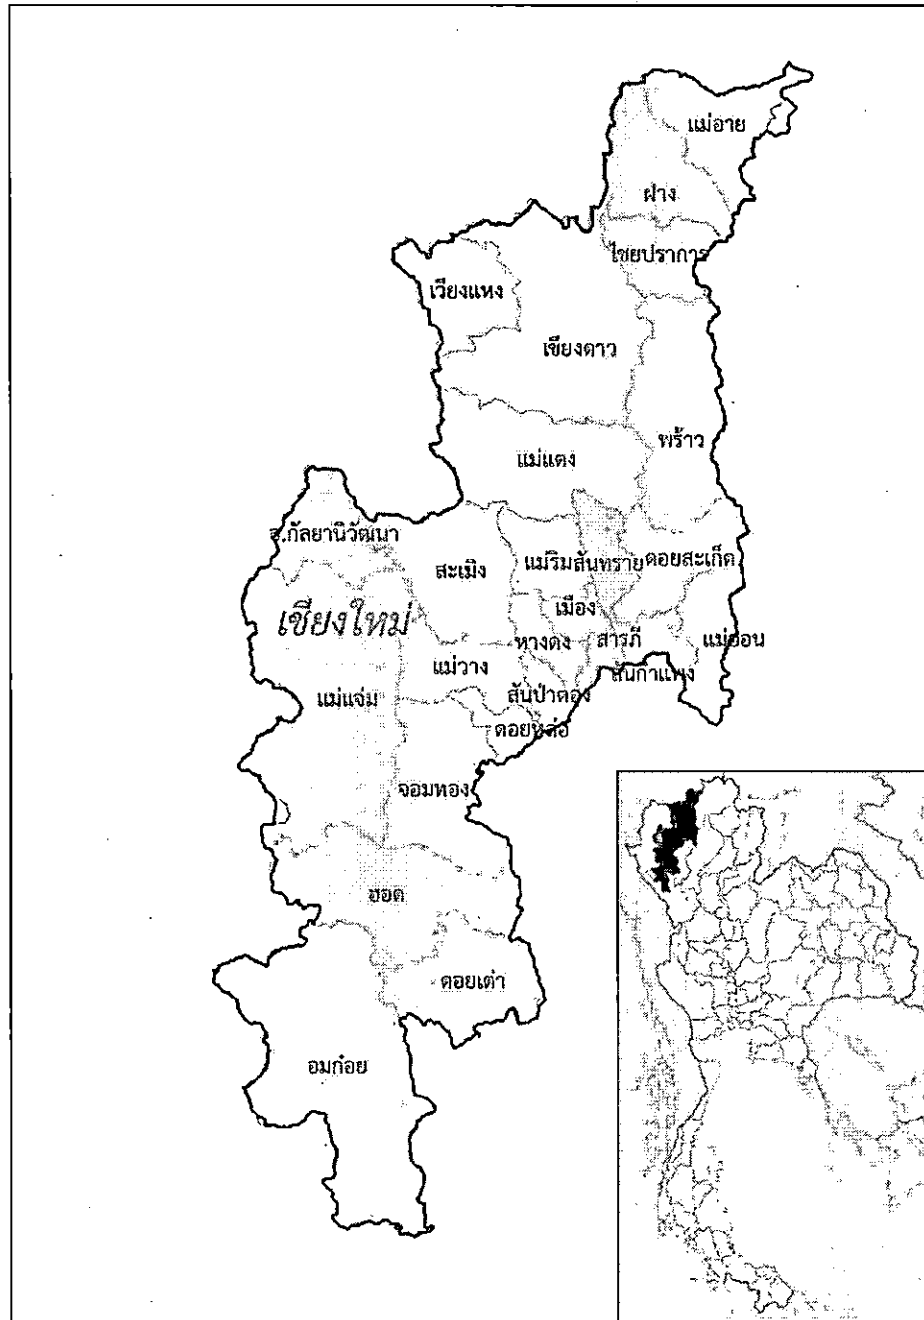 แม่อาย
ฝาง
ไชยปราการ
เวียงแหง
เชียงดาว
พร้าว
แม่แตง
อ.กัลยาณิวัฒนา
สะเมิง
แม่ริม
สันทราย
ดอยสะเก็ด
เมือง
เชียงใหม่
หางดง
สารภี
แม่ออน
แม่วาง
สันกำแพง
แม่แจ่ม
สันป่าตอง
ดอยหล่อ
จอมทอง
ฮอด
ดอยเต่า
อมก๋อย